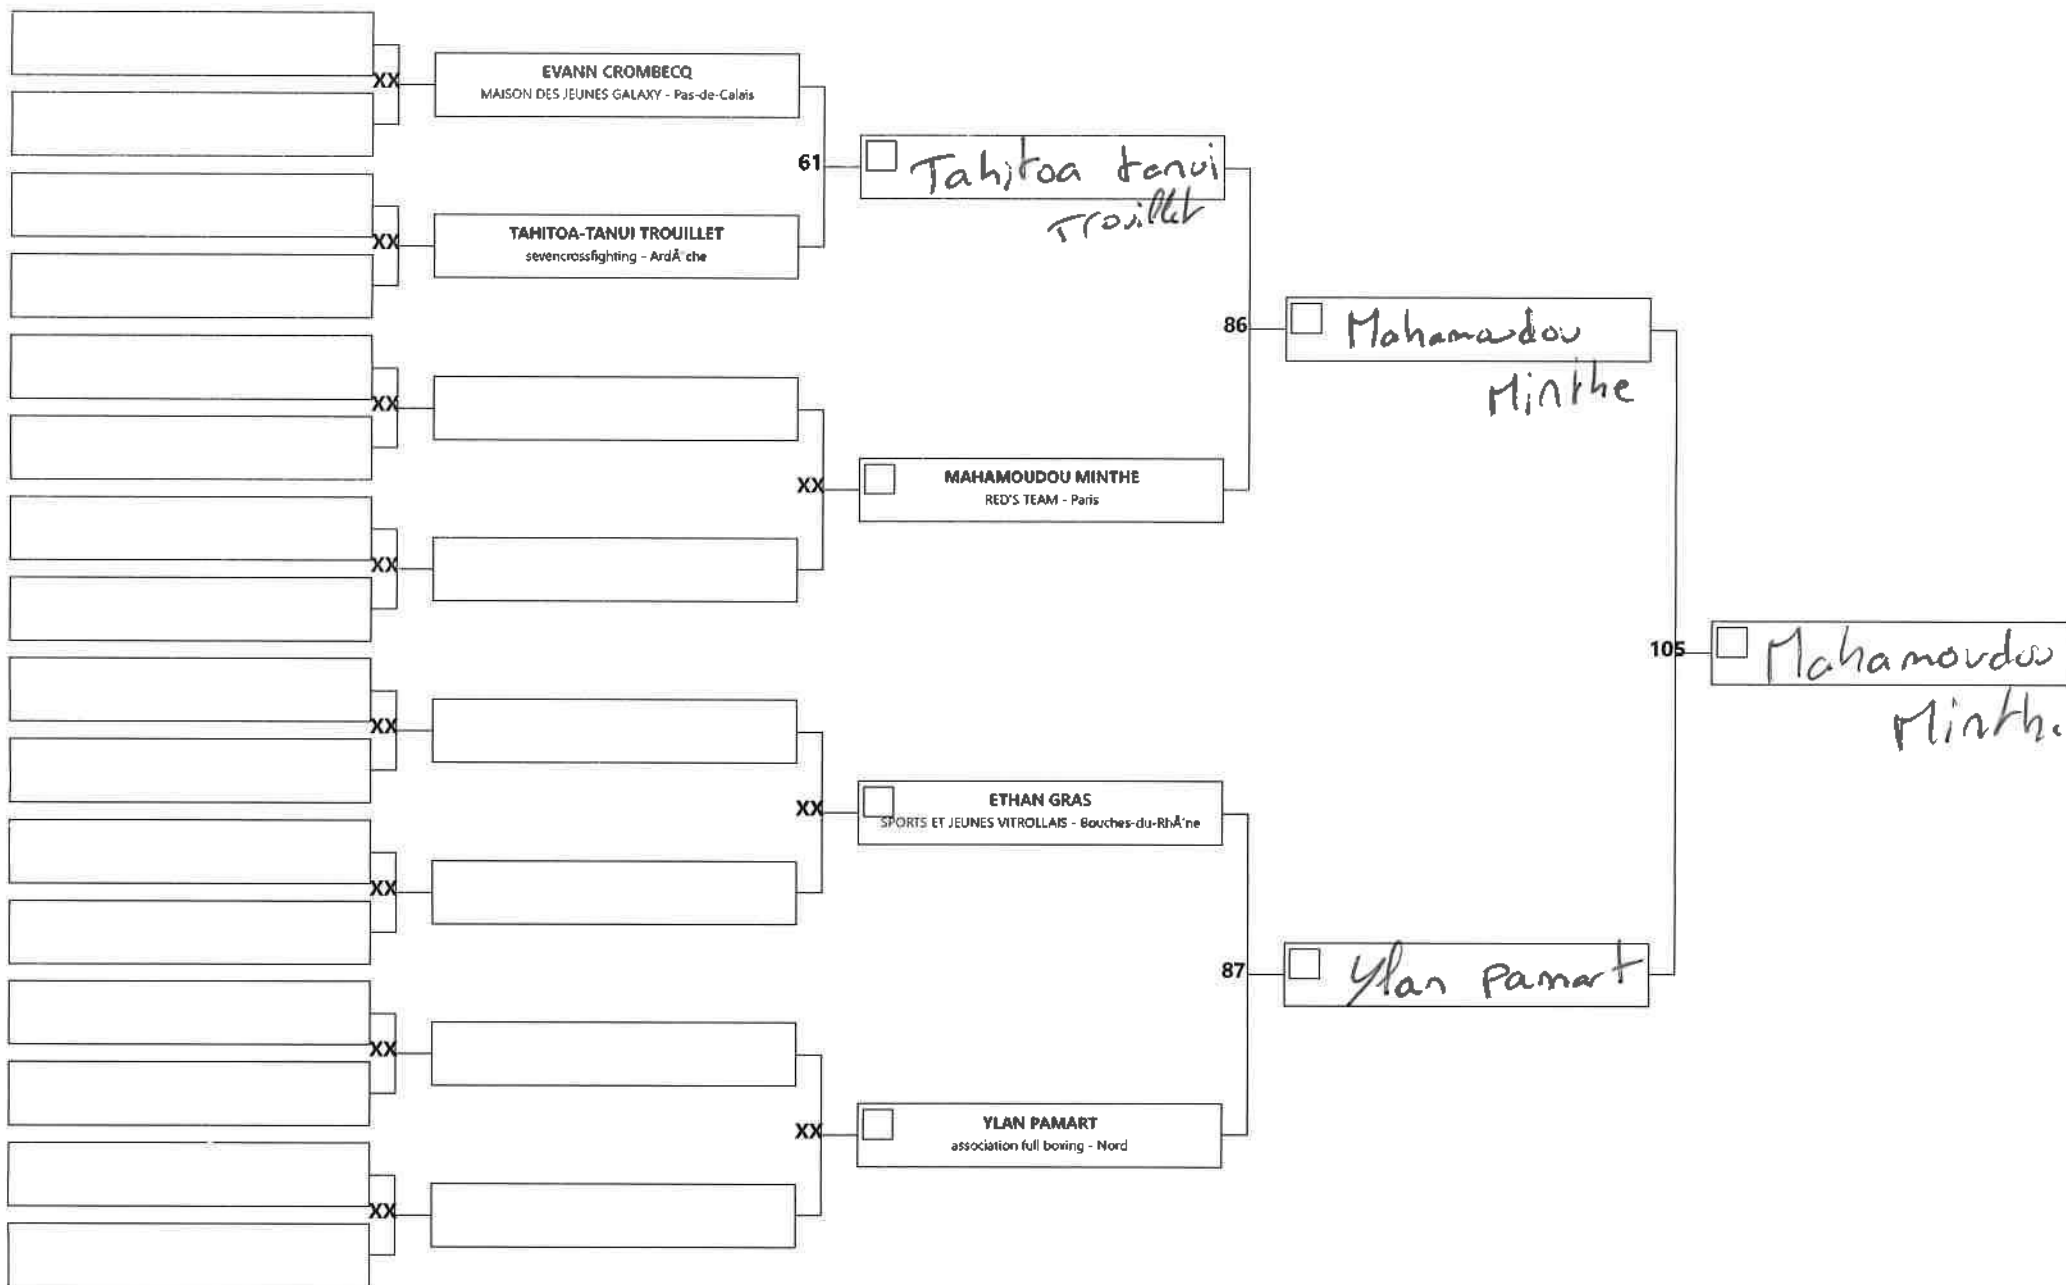 XX
EVANN CROMBECQ
MAISON DES JEUNES GALAXY - Pas-de-Calais
61
Tahitoa tanui
Trouillet
XX
TAHITOA-TANUI TROUILLET
sevencrossfighting - ArdÃ¨che
86
Mahamoudou
Minthe
XX
XX
MAHAMOUDOU MINTHE
RED'S TEAM - Paris
XX
105
Mahamoudou
XX
XX
ETHAN GRAS
SPORTS ET JEUNES VITROLLAIS - Bouches-du-RhÃ´ne
XX
87
Ylan Pamart
XX
XX
YLAN PAMART
association full boxing - Nord
XX